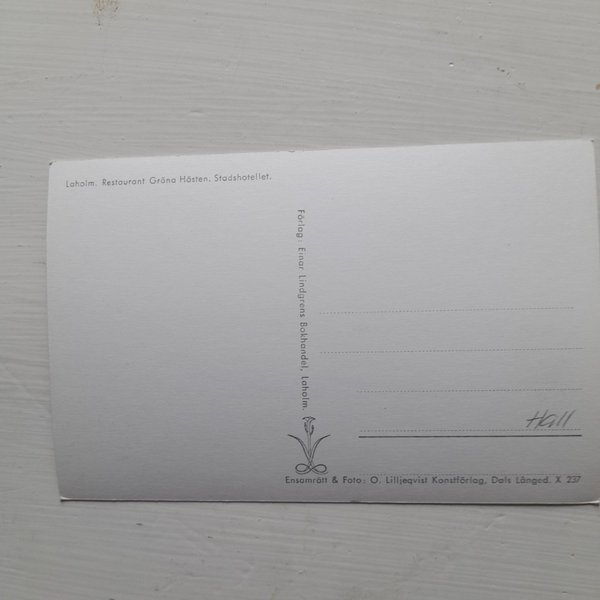 Laholm. Restaurant Gröna Hästen. Stadshotellet.
Förlag: Einar Lindgrens Bokhandel, Laholm.
Hall
Ensamrätt & Foto: O. Lilljeqvist Konstförlag, Dals Långed. X 237